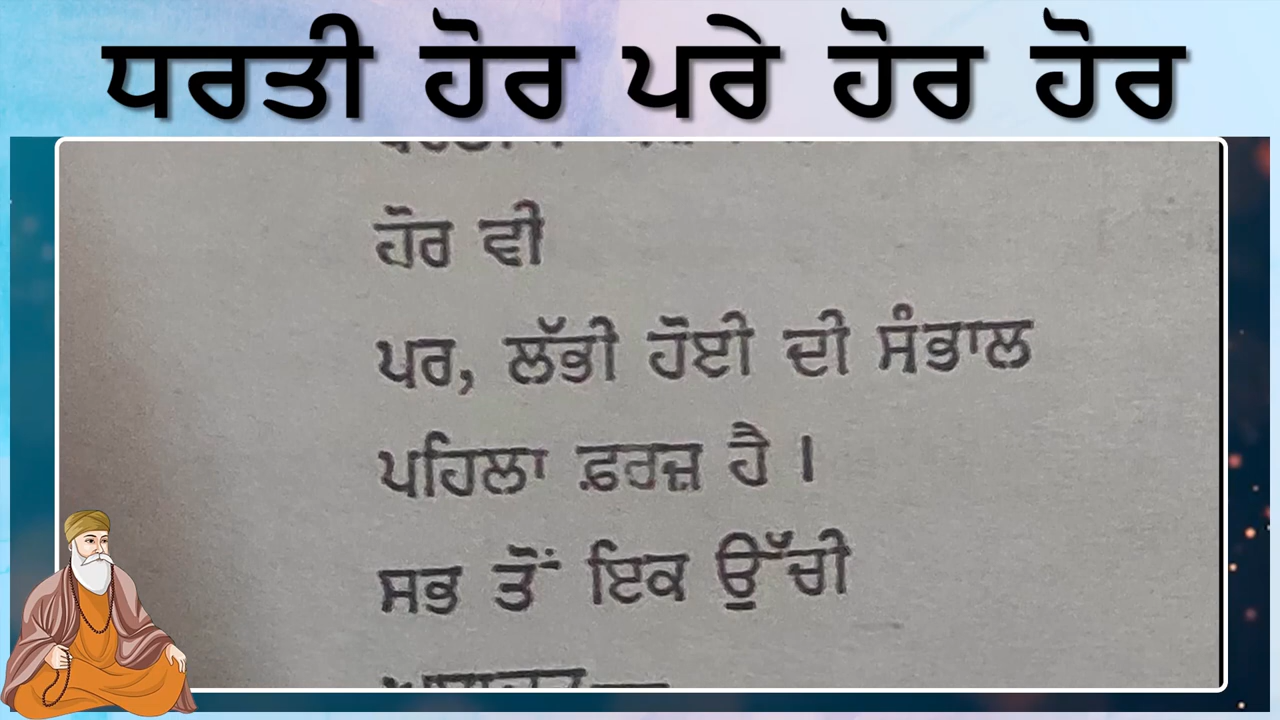 ਧਰਤੀ ਹੋਰ ਪਰੇ ਹੋਰ ਹੋਰ
ਹੋਰ ਵੀ
ਪਰ, ਲੱਭੀ ਹੋਈ ਦੀ ਸੰਭਾਲ
ਪਹਿਲਾ ਫ਼ਰਜ਼ ਹੈ ।
ਸਭ ਤੋਂ ਇਕ ਉੱਚੀ